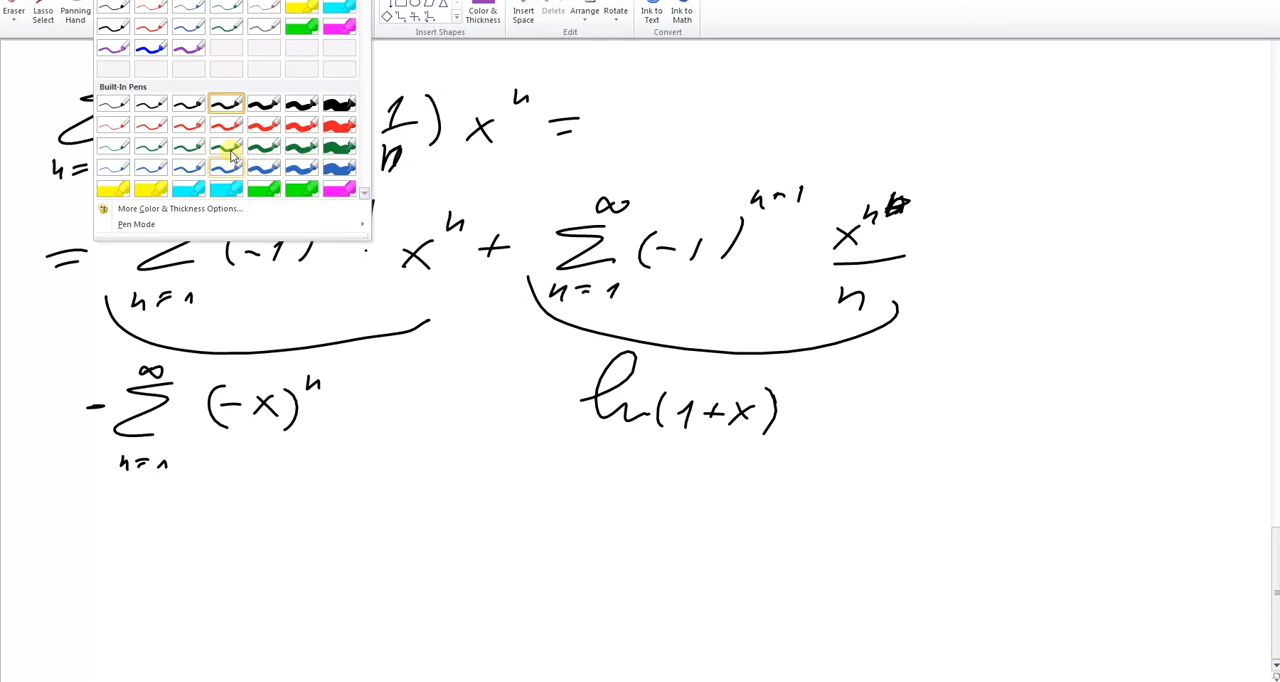 Eraser Lasso Select Panning Hand Color & Thickness Insert Space Delete Arrange Rotate Ink to Text Ink to Math
Insert Shapes Edit Convert
Built-In Pens
More Color & Thickness Options...
Pen Mode
n= 1/n ) x^n =
= ∑ n=1 (-1) · x^n + ∑ n=1 ∞ (-1)^n-1 x^n/n
- ∑ n=1 ∞ (-x)^n ln(1+x)